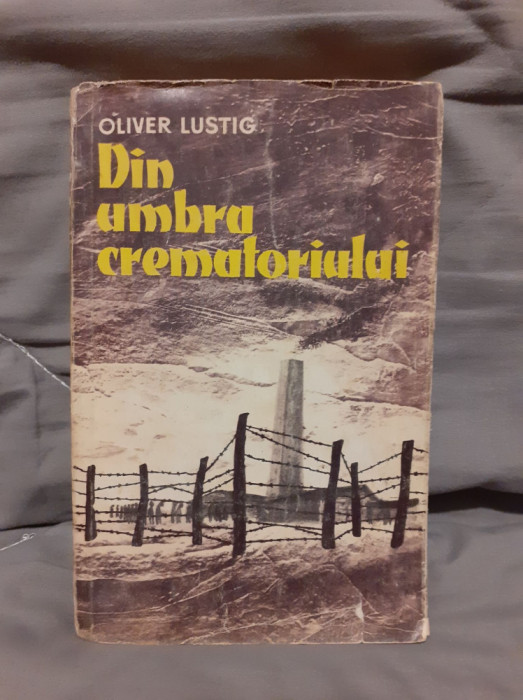 OLIVER LUSTIG
Din
umbra
crematoriului